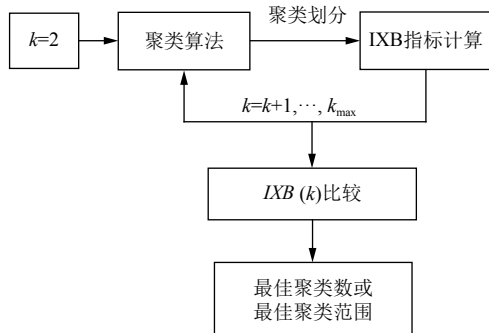 聚类划分
k=2
聚类算法
IXB指标计算
k=k+1,···, kmax
IXB (k)比较
最佳聚类数或
最佳聚类范围